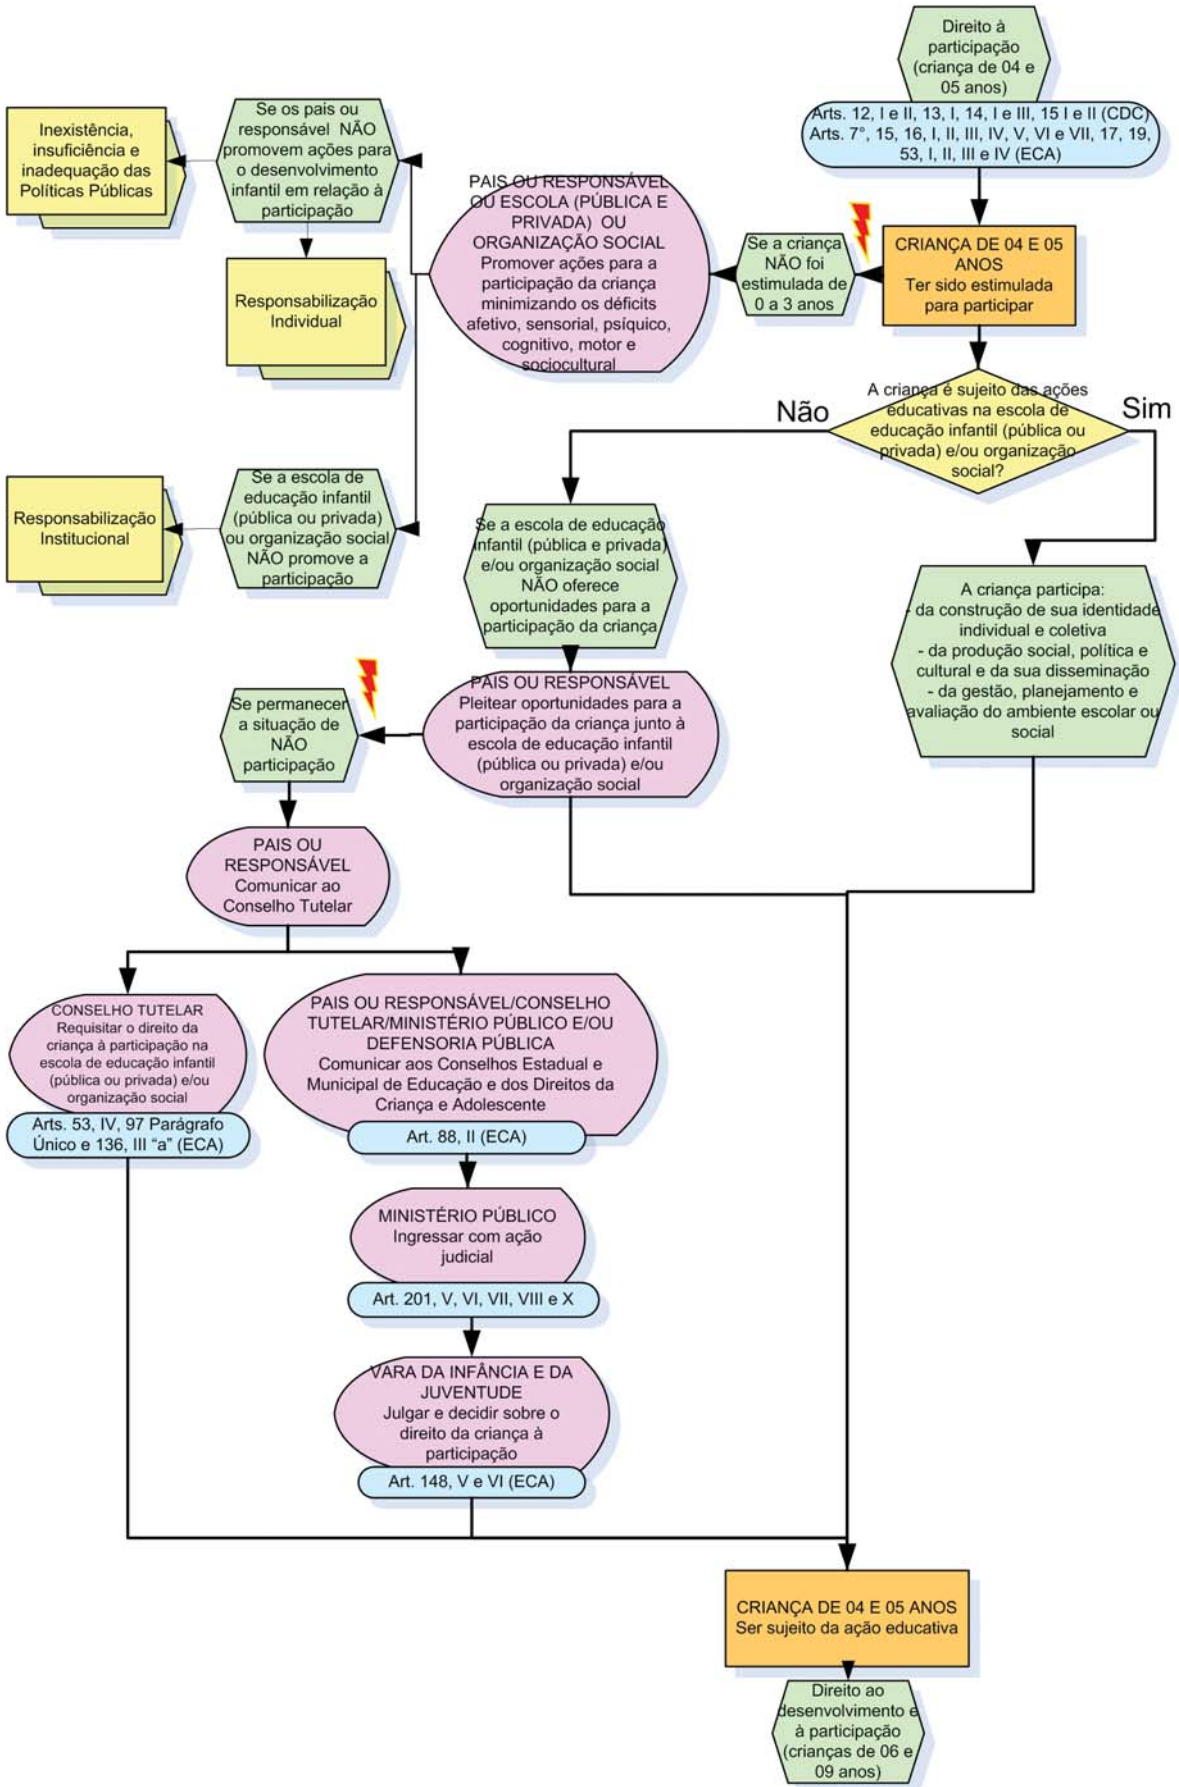 Direito à
participação
(criança de 04 e
05 anos)
Arts. 12, I e II, 13, I, 14, I e III, 15 I e II (CDC)
Arts. 7°, 15, 16, I, II, III, IV, V, VI e VII, 17, 19,
53, I, II, III e IV (ECA)
Inexistência,
insuficiência e
inadequação das
Políticas Públicas
Se os pais ou
responsável NÃO
promovem ações para
o desenvolvimento
infantil em relação à
participação
PAIS OU RESPONSÁVEL
OU ESCOLA (PÚBLICA E
PRIVADA) OU
ORGANIZAÇÃO SOCIAL
Promover ações para a
participação da criança
minimizando os déficits
afetivo, sensorial, psíquico,
cognitivo, motor e
sociocultural
Se a criança
NÃO foi
estimulada de
0 a 3 anos
CRIANÇA DE 04 E 05
ANOS
Ter sido estimulada
para participar
Responsabilização
Individual
A criança é sujeito das ações
educativas na escola de
educação infantil (pública ou
privada) e/ou organização
social?
Não
Sim
Responsabilização
Institucional
Se a escola de
educação infantil
(pública ou privada)
ou organização social
NÃO promove a
participação
Se a escola de educação
infantil (pública e privada)
e/ou organização social
NÃO oferece
oportunidades para a
participação da criança
A criança participa:
- da construção de sua identidade
individual e coletiva
- da produção social, política e
cultural e da sua disseminação
- da gestão, planejamento e
avaliação do ambiente escolar ou
social
Se permanecer
a situação de
NÃO
participação
PAIS OU RESPONSÁVEL
Pleitear oportunidades para a
participação da criança junto à
escola de educação infantil
(pública ou privada) e/ou
organização social
PAIS OU
RESPONSÁVEL
Comunicar ao
Conselho Tutelar
CONSELHO TUTELAR
Requisitar o direito da
criança à participação na
escola de educação infantil
(pública ou privada) e/ou
organização social
Arts. 53, IV, 97 Parágrafo
Único e 136, III “a” (ECA)
PAIS OU RESPONSÁVEL/CONSELHO
TUTELAR/MINISTÉRIO PÚBLICO E/OU
DEFENSORIA PÚBLICA
Comunicar aos Conselhos Estadual e
Municipal de Educação e dos Direitos da
Criança e Adolescente
Art. 88, II (ECA)
MINISTÉRIO PÚBLICO
Ingressar com ação
judicial
Art. 201, V, VI, VII, VIII e X
VARA DA INFÂNCIA E DA
JUVENTUDE
Julgar e decidir sobre o
direito da criança à
participação
Art. 148, V e VI (ECA)
CRIANÇA DE 04 E 05 ANOS
Ser sujeito da ação educativa
Direito ao
desenvolvimento e
à participação
(crianças de 06 e
09 anos)